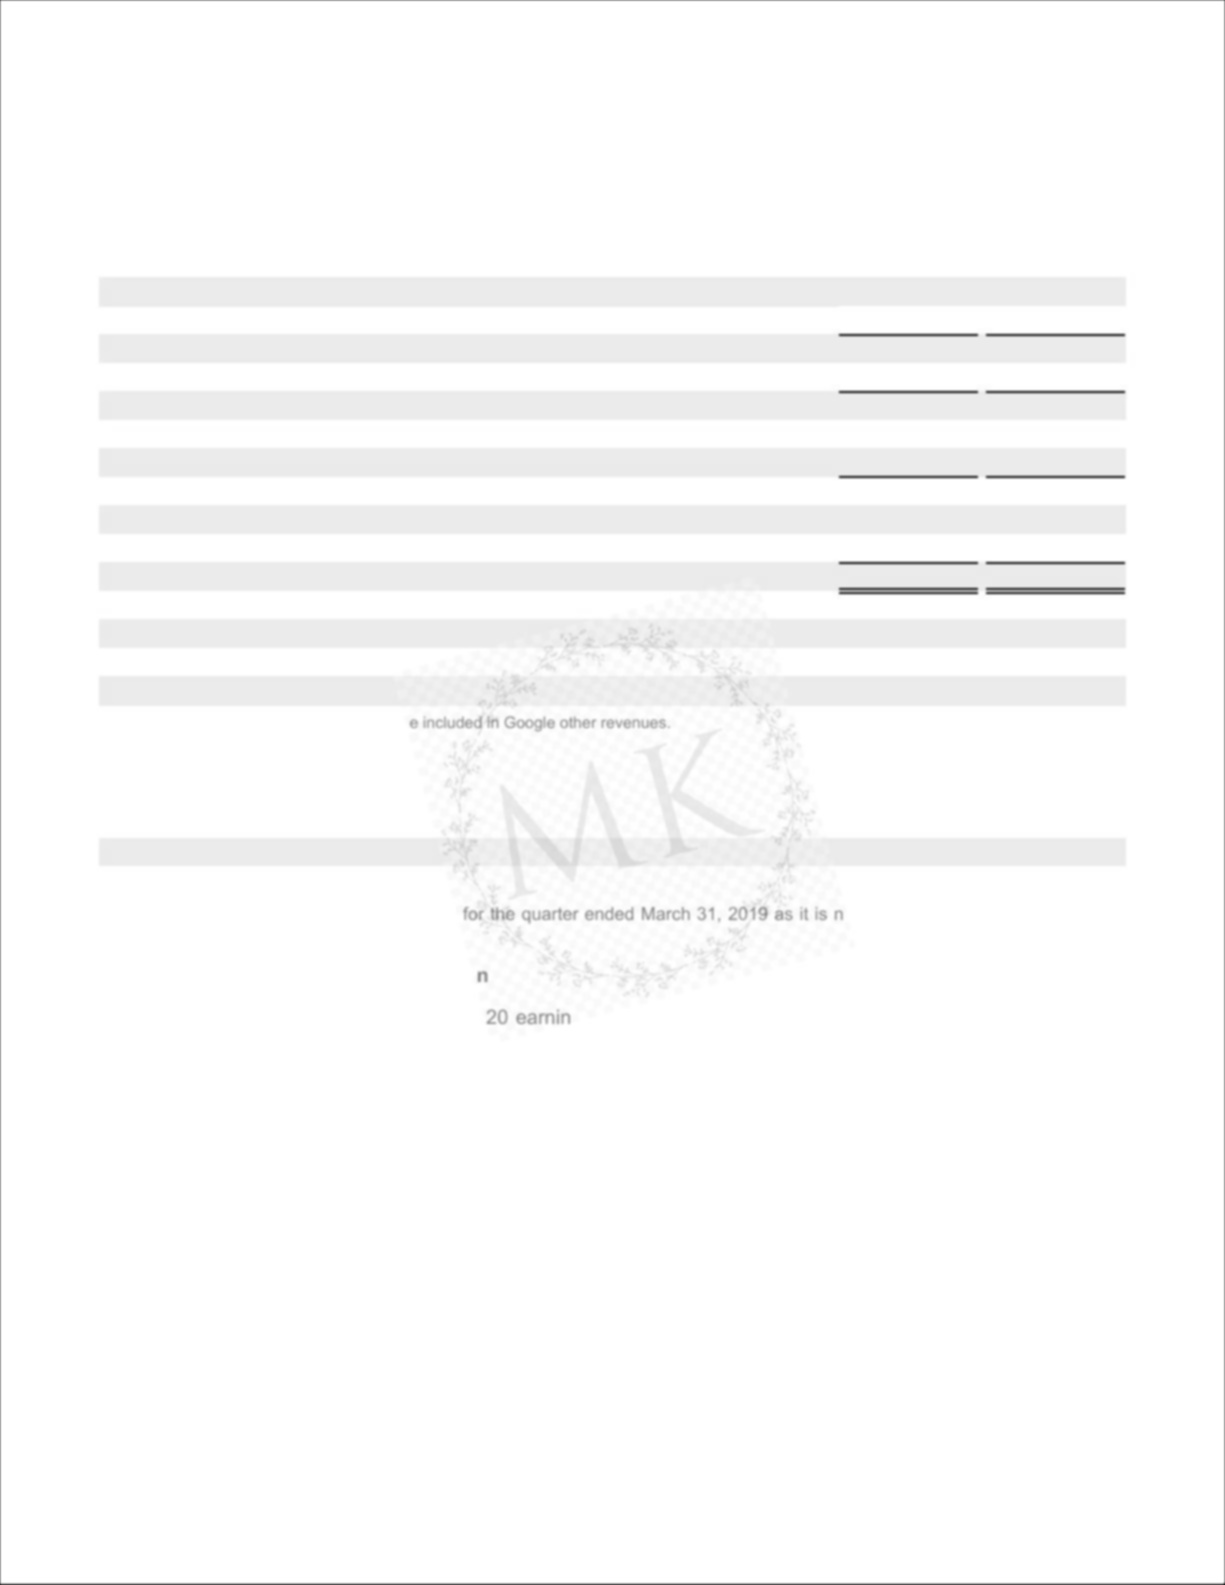 e included in Google other revenues.
MK
for the quarter ended March 31, 2019 as it is n
n
20 earnin